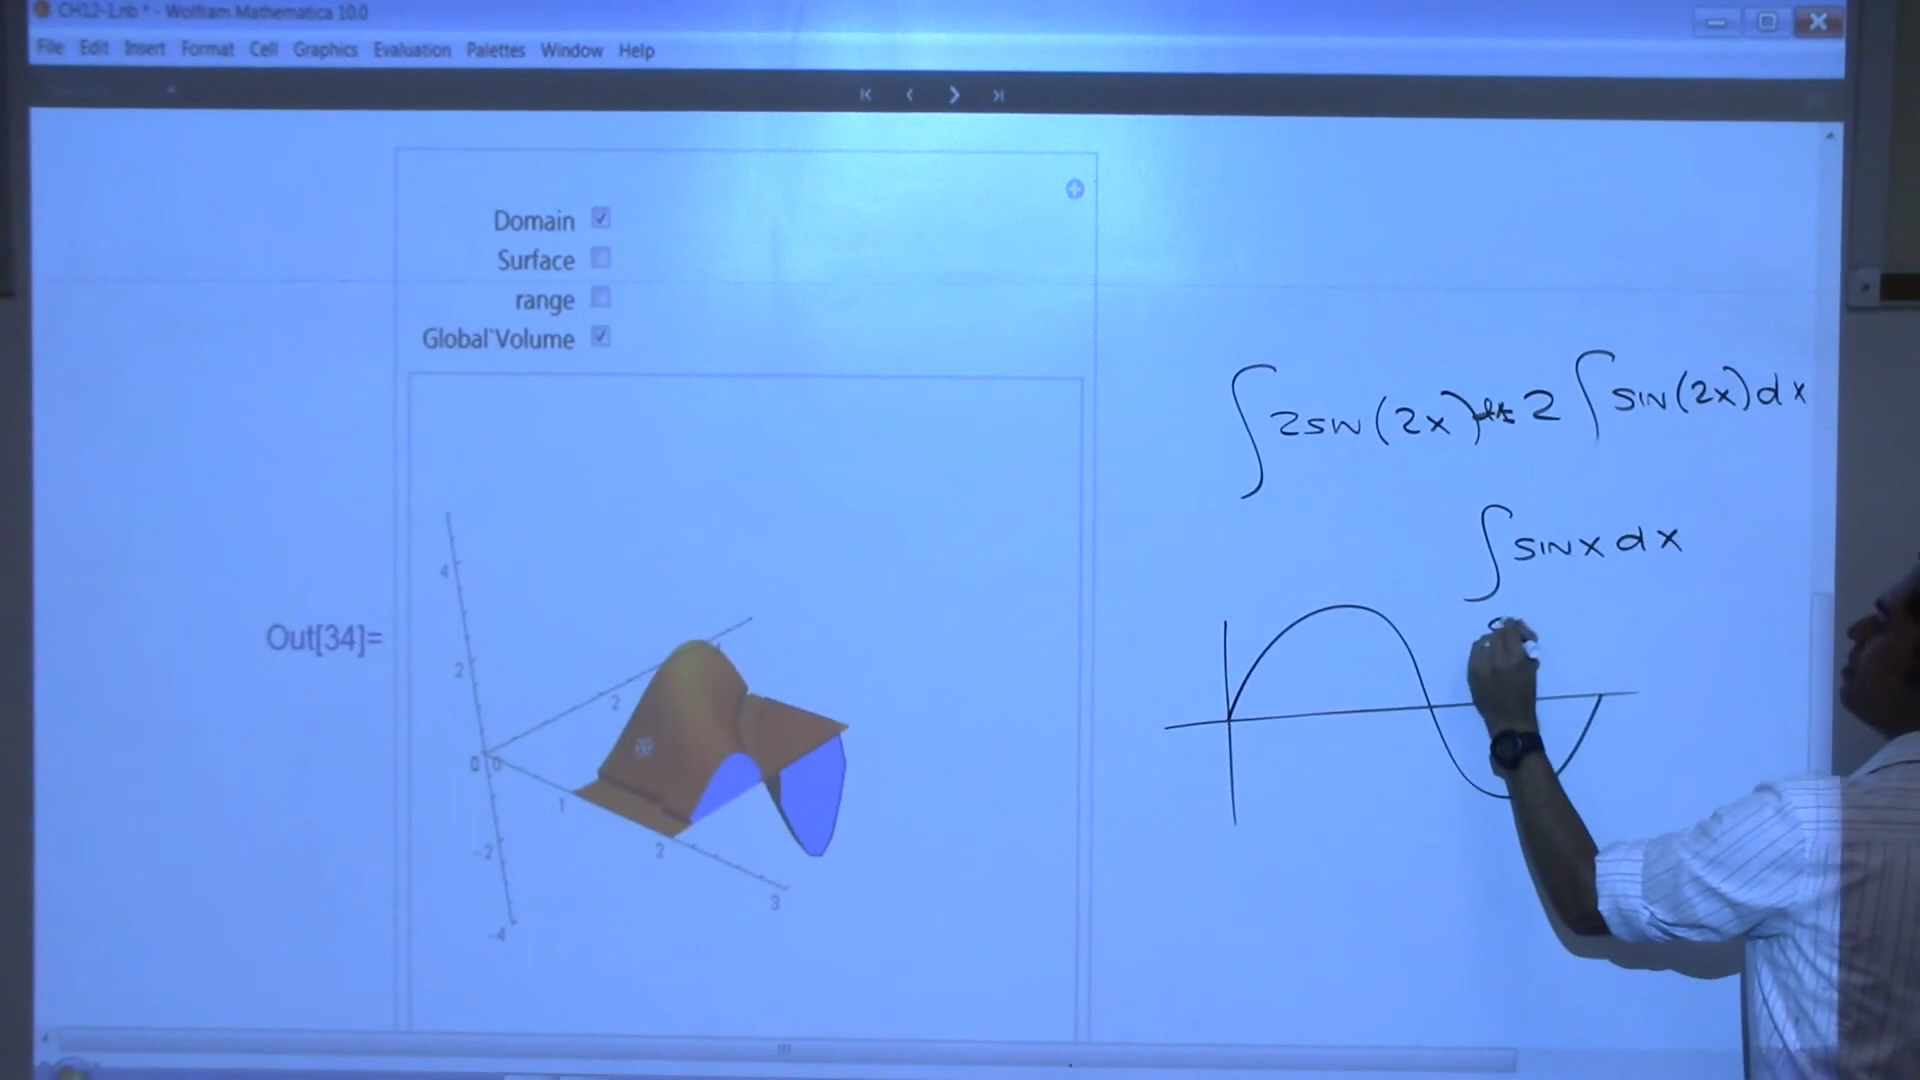 CH12-1.nb * - Wolfram Mathematica 10.0
File Edit Insert Format Cell Graphics Evaluation Palettes Window Help
Domain
Surface
range
Global`Volume
∫2sin(2x)dx 2∫sin(2x)dx
∫sinxdx
Out[34]=
4
2
0
-2
-4
0
1
2
3
2